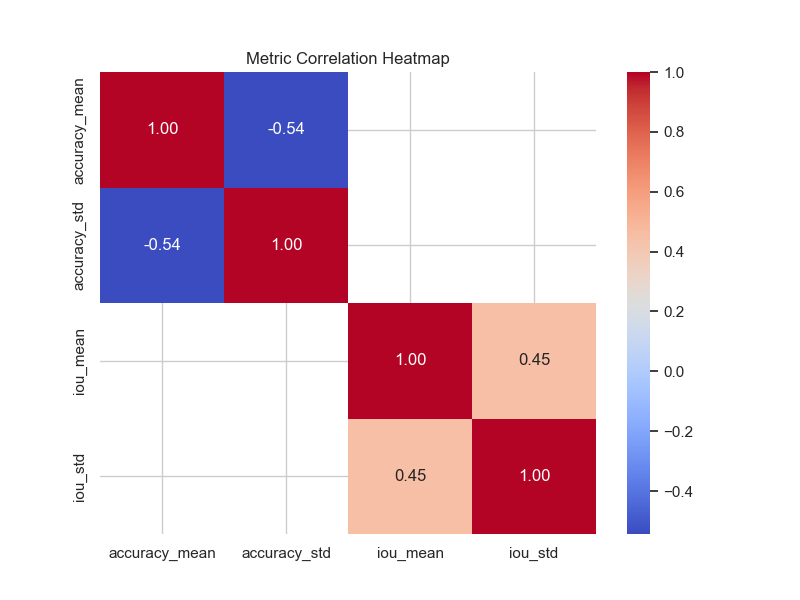 Metric Correlation Heatmap
accuracy_mean
1.00
-0.54
accuracy_std
-0.54
1.00
iou_mean
1.00
0.45
iou_std
0.45
1.00
accuracy_mean
accuracy_std
iou_mean
iou_std
1.0
0.8
0.6
0.4
0.2
0.0
−0.2
−0.4